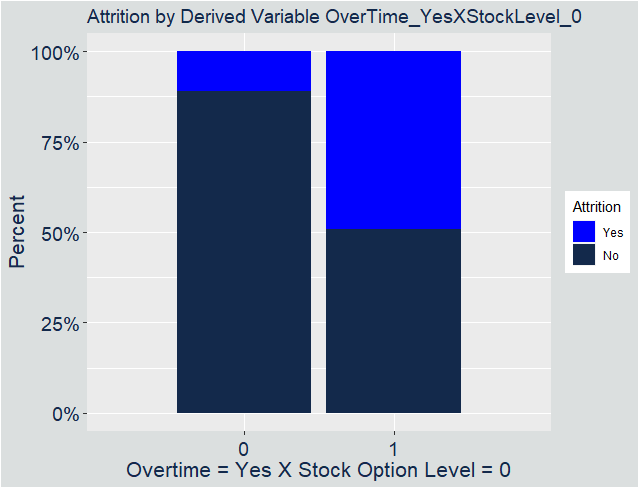 Attrition by Derived Variable OverTime_YesXStockLevel_0
100%
75%
50%
25%
0%
Percent
0
1
Overtime = Yes X Stock Option Level = 0
Attrition
Yes
No